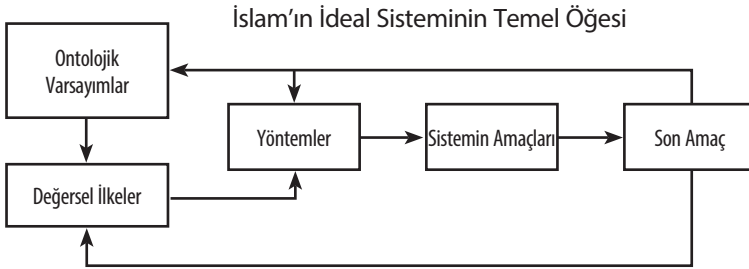 İslam’ın İdeal Sisteminin Temel Öğesi
Ontolojik
Varsayımlar
Değersel İlkeler
Yöntemler
Sistemin Amaçları
Son Amaç